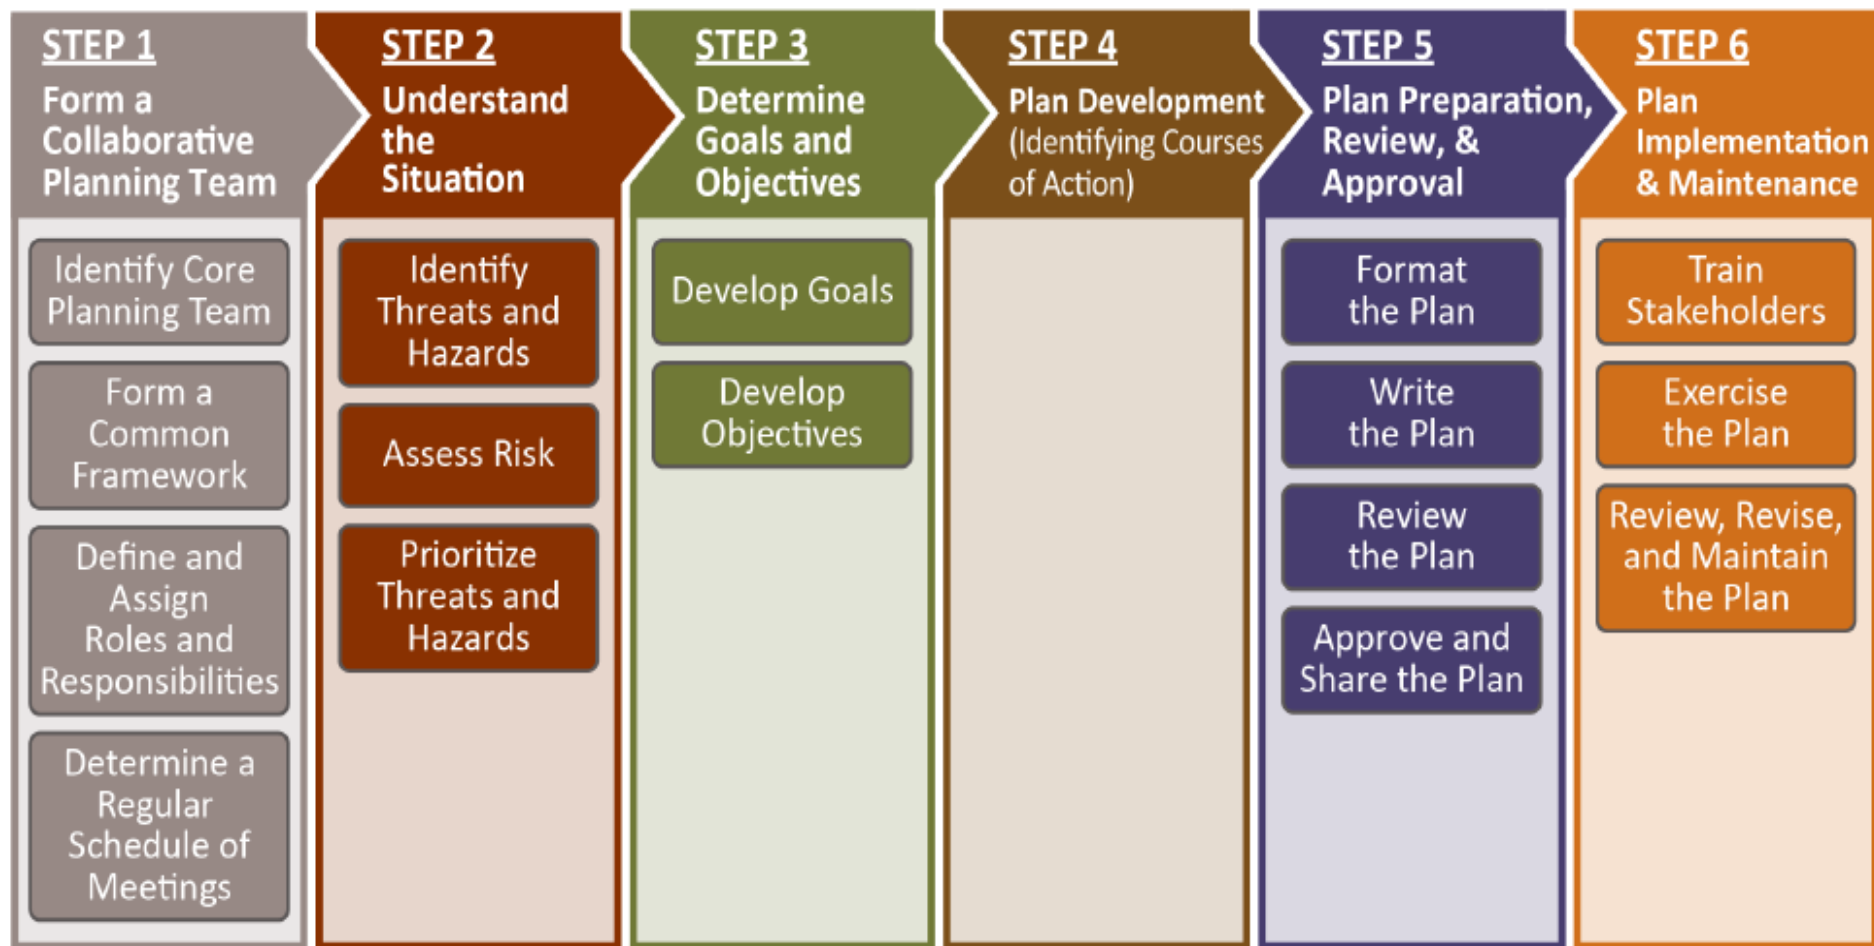 STEP 1
Form a
Collaborative
Planning Team
Identify Core
Planning Team
Form a
Common
Framework
Define and
Assign
Roles and
Responsibilities
Determine a
Regular
Schedule of
Meetings
STEP 2
Understand
the
Situation
Identify
Threats and
Hazards
Assess Risk
Prioritize
Threats and
Hazards
STEP 3
Determine
Goals and
Objectives
Develop Goals
Develop
Objectives
STEP 4
Plan Development
(Identifying Courses
of Action)
STEP 5
Plan Preparation,
Review, &
Approval
Format
the Plan
Write
the Plan
Review
the Plan
Approve and
Share the Plan
STEP 6
Plan
Implementation
& Maintenance
Train
Stakeholders
Exercise
the Plan
Review, Revise,
and Maintain
the Plan